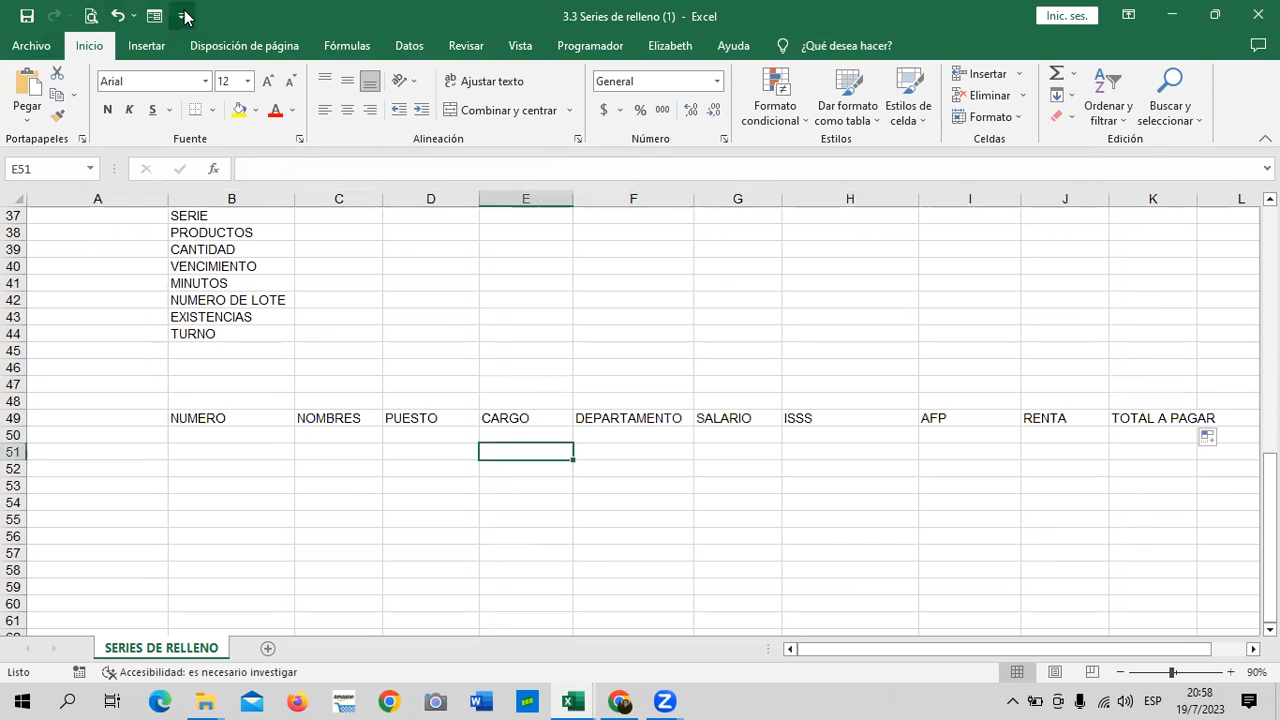 3.3 Series de relleno (1) - Excel
Inic. ses.
Archivo Inicio Insertar Disposición de página Fórmulas Datos Revisar Vista Programador Elizabeth Ayuda ¿Qué desea hacer?
Pegar
Portapapeles
Arial 12
N K S
Fuente
Ajustar texto
Combinar y centrar
Alineación
General
$ % 000
Número
Formato condicional
Dar formato como tabla
Estilos de celda
Estilos
Insertar
Eliminar
Formato
Celdas
Ordenar y filtrar
Buscar y seleccionar
Edición
E51
A B C D E F G H I J K L
37 SERIE
38 PRODUCTOS
39 CANTIDAD
40 VENCIMIENTO
41 MINUTOS
42 NUMERO DE LOTE
43 EXISTENCIAS
44 TURNO
45
46
47
48
49 NUMERO NOMBRES PUESTO CARGO DEPARTAMENTO SALARIO ISSS AFP RENTA TOTAL A PAGAR
50
51
52
53
54
55
56
57
58
59
60
61
SERIES DE RELLENO
Listo Accesibilidad: es necesario investigar 90%
ESP
20:58
19/7/2023